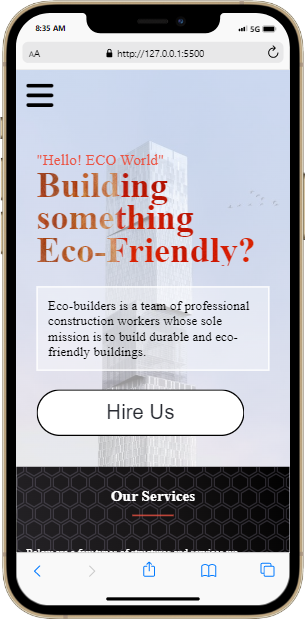 8:35 AM
5G
AA
http://127.0.0.1:5500
"Hello! ECO World"
Building
something
Eco-Friendly?
Eco-builders is a team of professional
construction workers whose sole
mission is to build durable and eco-
friendly buildings.
Hire Us
Our Services